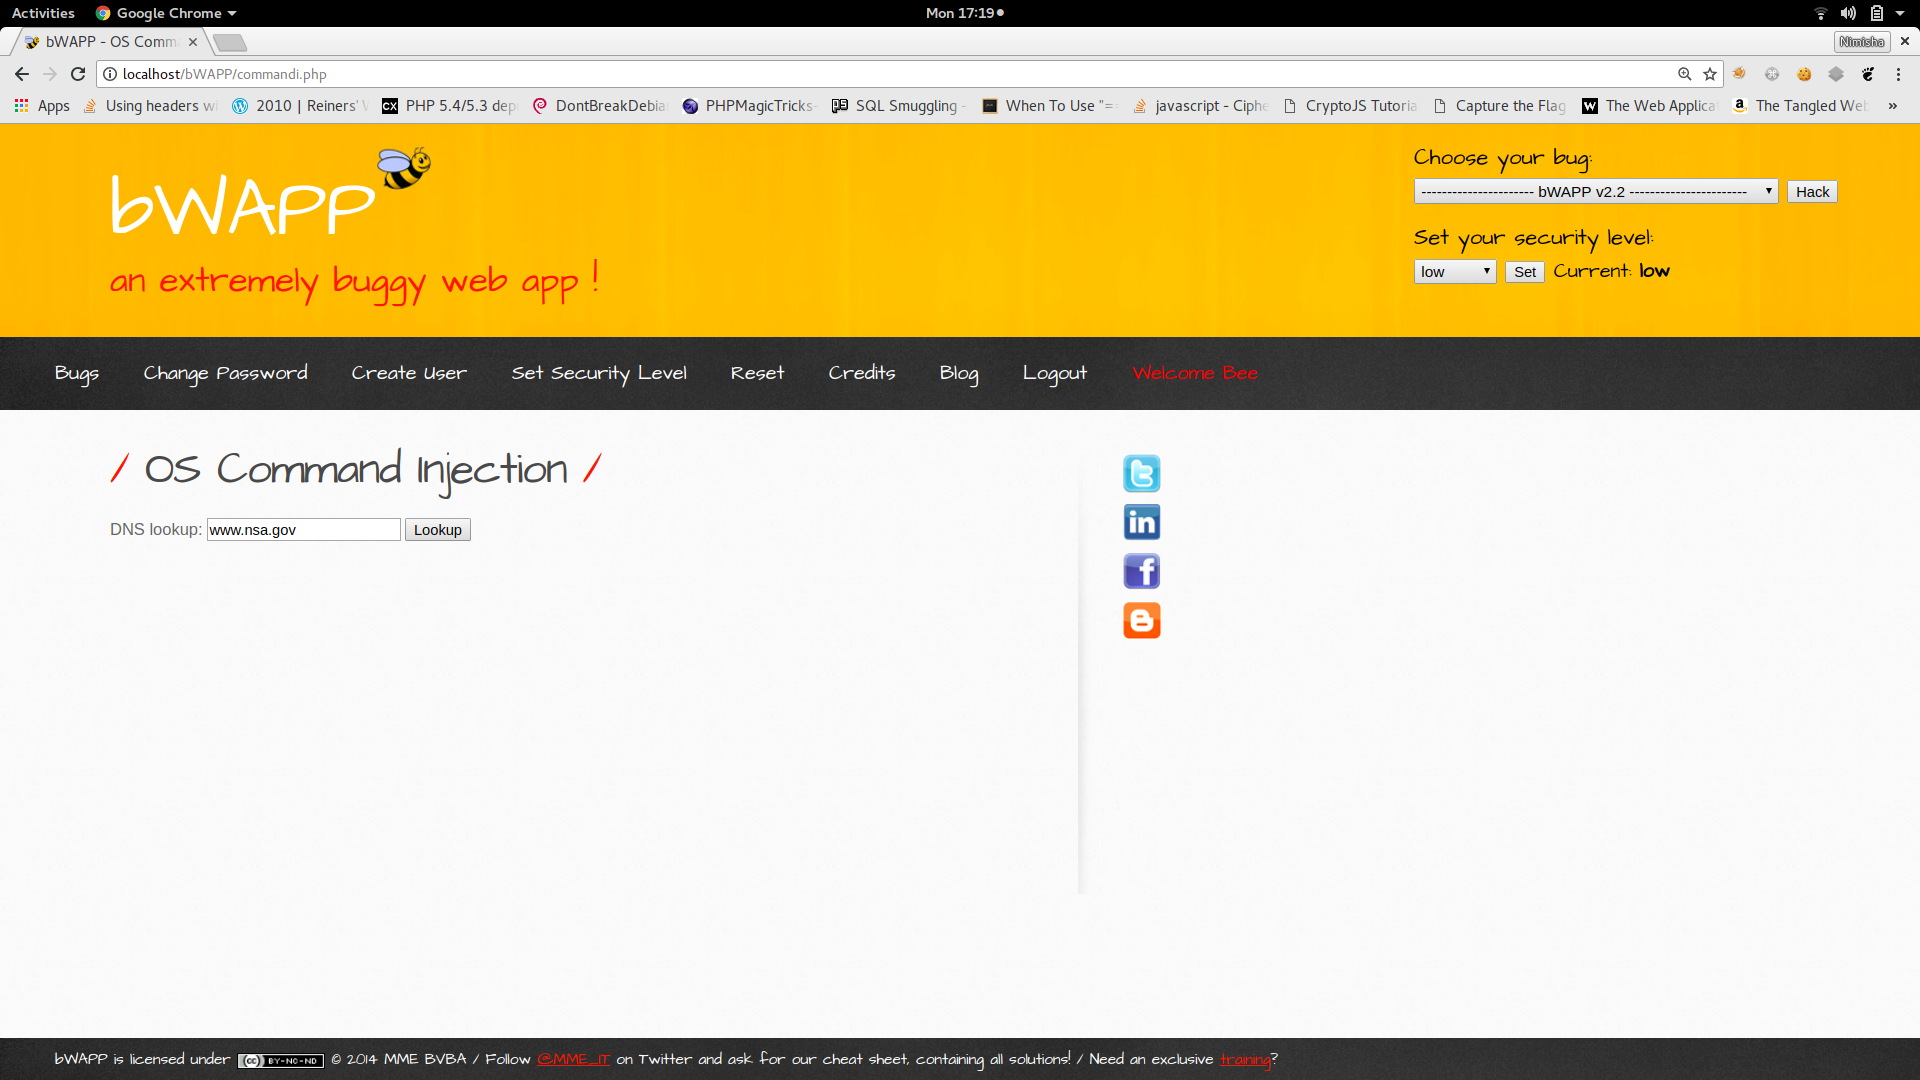 Activities Google Chrome Mon 17:19
bWAPP - OS Comm
Nimisha
localhost/bWAPP/commandi.php
Apps Using headers wi 2010 | Reiners' W PHP 5.4/5.3 dep DontBreakDebian PHPMagicTricks- SQL Smuggling - When To Use "== javascript - Ciphe CryptoJS Tutoria Capture the Flag The Web Applicat The Tangled Web »
bWAPP
an extremely buggy web app !
Choose your bug:
---------------------- bWAPP v2.2 ----------------------- Hack
Set your security level:
low Set Current: low
Bugs Change Password Create User Set Security Level Reset Credits Blog Logout Welcome Bee
/ OS Command Injection /
DNS lookup: www.nsa.gov Lookup
bWAPP is licensed under cc BY-NC-ND © 2014 MME BVBA / Follow @MME_IT on Twitter and ask for our cheat sheet, containing all solutions! / Need an exclusive training?